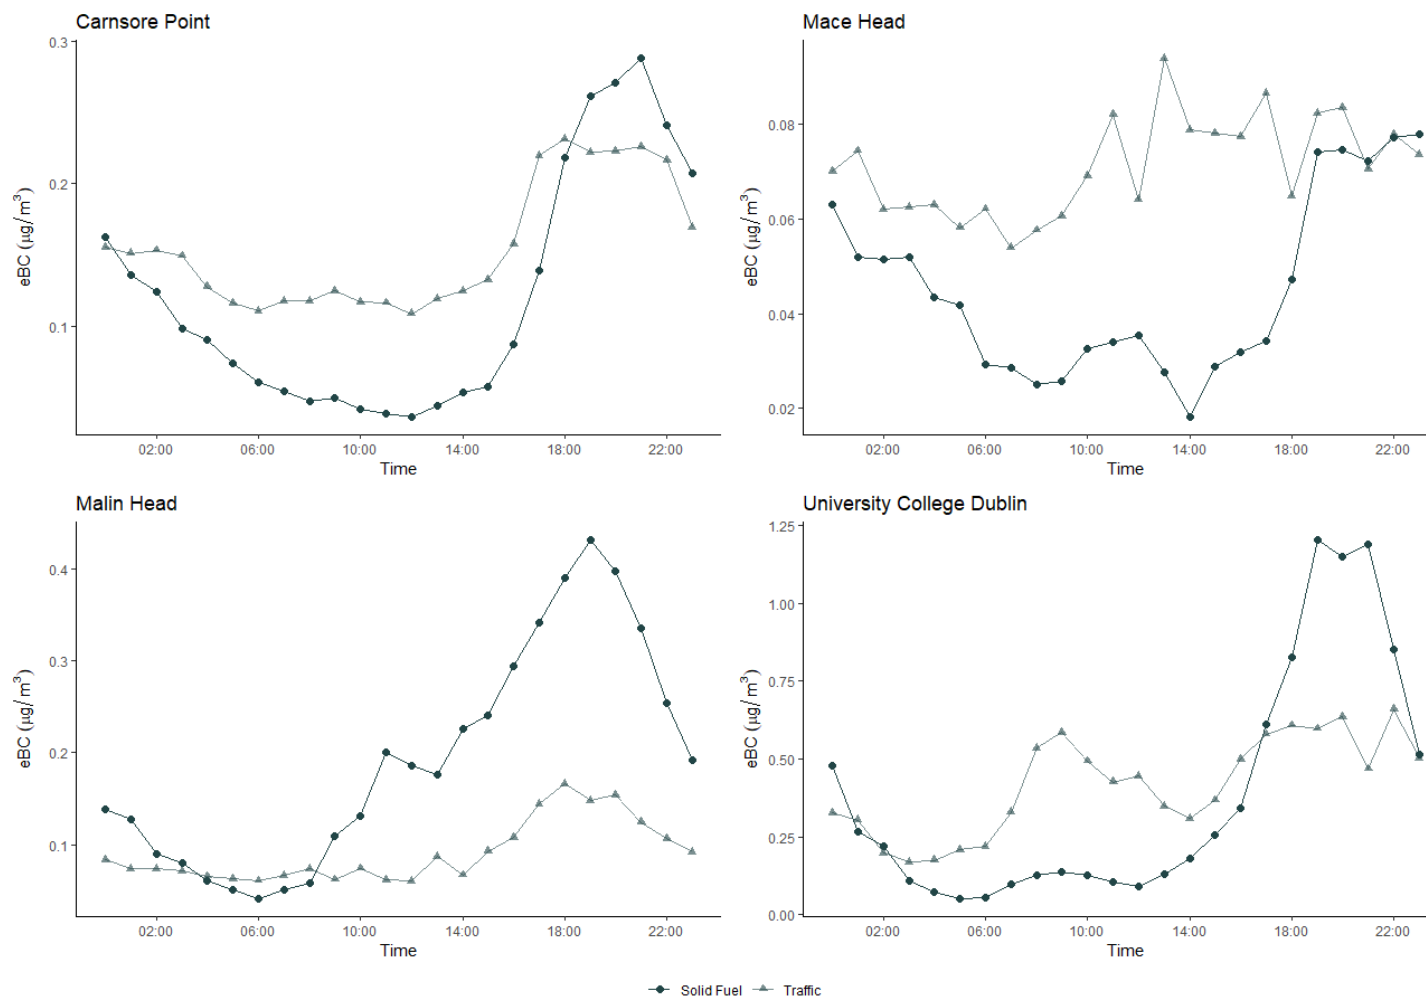 Carnsore Point
0.3
0.2
0.1
eBC (µg/m³)
02:00 06:00 10:00 14:00 18:00 22:00
Time
Mace Head
0.08
0.06
0.04
0.02
eBC (µg/m³)
02:00 06:00 10:00 14:00 18:00 22:00
Time
Malin Head
0.4
0.3
0.2
0.1
eBC (µg/m³)
02:00 06:00 10:00 14:00 18:00 22:00
Time
University College Dublin
1.25
1.00
0.75
0.50
0.25
0.00
eBC (µg/m³)
02:00 06:00 10:00 14:00 18:00 22:00
Time
Solid Fuel Traffic